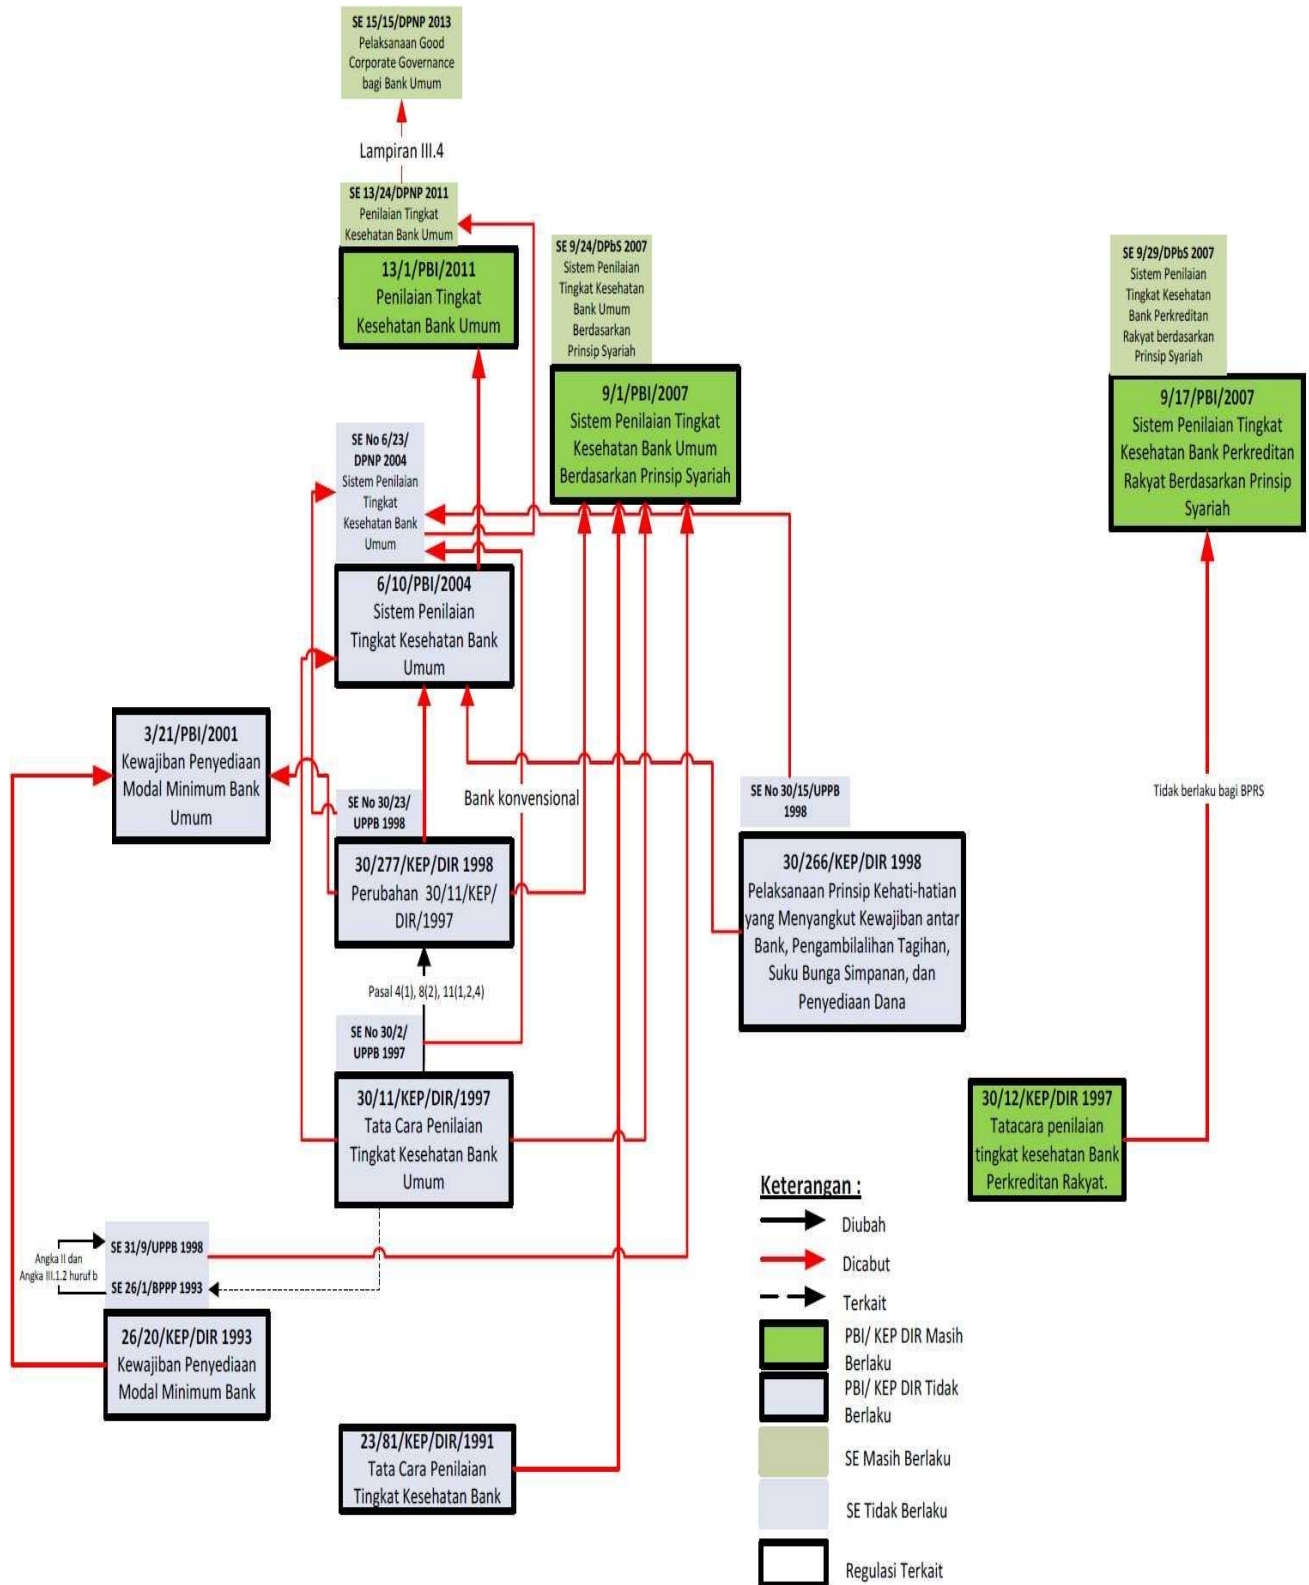 SE 15/15/DPNP 2013
Pelaksanaan Good
Corporate Governance
bagi Bank Umum
Lampiran III.4
SE 13/24/DPNP 2011
Penilaian Tingkat
Kesehatan Bank Umum
13/1/PBI/2011
Penilaian Tingkat
Kesehatan Bank Umum
SE 9/24/DPbS 2007
Sistem Penilaian
Tingkat Kesehatan
Bank Umum
Berdasarkan
Prinsip Syariah
9/1/PBI/2007
Sistem Penilaian Tingkat
Kesehatan Bank Umum
Berdasarkan Prinsip Syariah
SE 9/29/DPbS 2007
Sistem Penilaian
Tingkat Kesehatan
Bank Perkreditan
Rakyat berdasarkan
Prinsip Syariah
9/17/PBI/2007
Sistem Penilaian Tingkat
Kesehatan Bank Perkreditan
Rakyat Berdasarkan Prinsip
Syariah
SE No 6/23/
DPNP 2004
Sistem Penilaian
Tingkat
Kesehatan Bank
Umum
6/10/PBI/2004
Sistem Penilaian
Tingkat Kesehatan Bank
Umum
3/21/PBI/2001
Kewajiban Penyediaan
Modal Minimum Bank
Umum
SE No 30/23/
UPPB 1998
Bank konvensional
30/277/KEP/DIR 1998
Perubahan 30/11/KEP/
DIR/1997
SE No 30/15/UPPB
1998
30/266/KEP/DIR 1998
Pelaksanaan Prinsip Kehati-hatian
yang Menyangkut Kewajiban antar
Bank, Pengambilalihan Tagihan,
Suku Bunga Simpanan, dan
Penyediaan Dana
Tidak berlaku bagi BPRS
Pasal 4(1), 8(2), 11(1,2,4)
SE No 30/2/
UPPB 1997
30/11/KEP/DIR/1997
Tata Cara Penilaian
Tingkat Kesehatan Bank
Umum
30/12/KEP/DIR 1997
Tatacara penilaian
tingkat kesehatan Bank
Perkreditan Rakyat.
Angka II dan
Angka III.1.2 huruf b
SE 31/9/UPPB 1998
SE 26/1/BPPP 1993
26/20/KEP/DIR 1993
Kewajiban Penyediaan
Modal Minimum Bank
23/81/KEP/DIR/1991
Tata Cara Penilaian
Tingkat Kesehatan Bank
Keterangan :
Diubah
Dicabut
Terkait
PBI/ KEP DIR Masih
Berlaku
PBI/ KEP DIR Tidak
Berlaku
SE Masih Berlaku
SE Tidak Berlaku
Regulasi Terkait